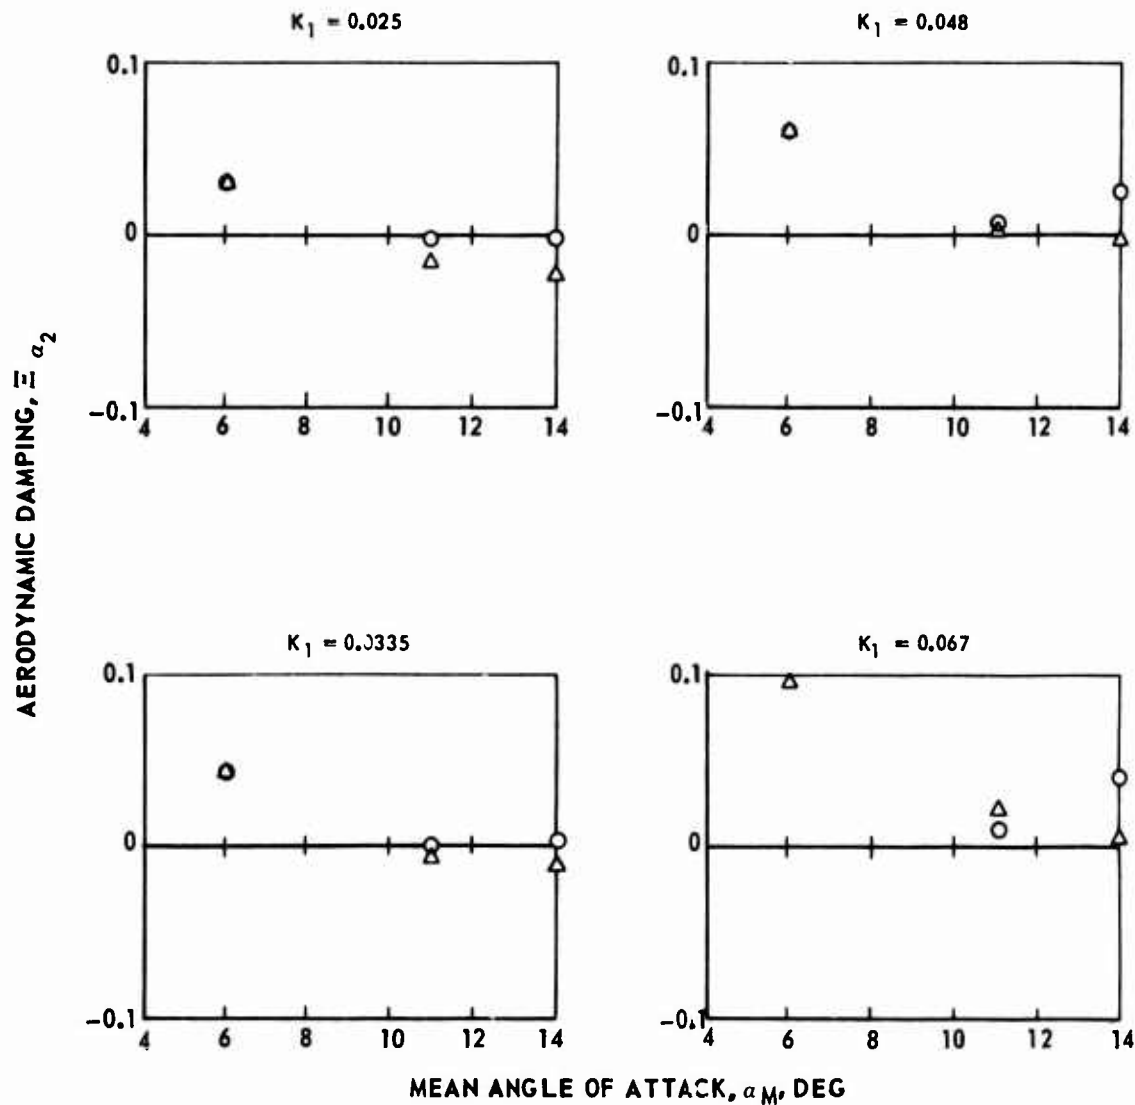 K1 = 0.025
0.1
0
-0.1
4 6 8 10 12 14
K1 = 0.048
0.1
0
-0.1
4 6 8 10 12 14
AERODYNAMIC DAMPING, Ξ α2
K1 = 0.0335
0.1
0
-0.1
4 6 8 10 12 14
K1 = 0.067
0.1
0
-0.1
4 6 8 10 12 14
MEAN ANGLE OF ATTACK, αM, DEG